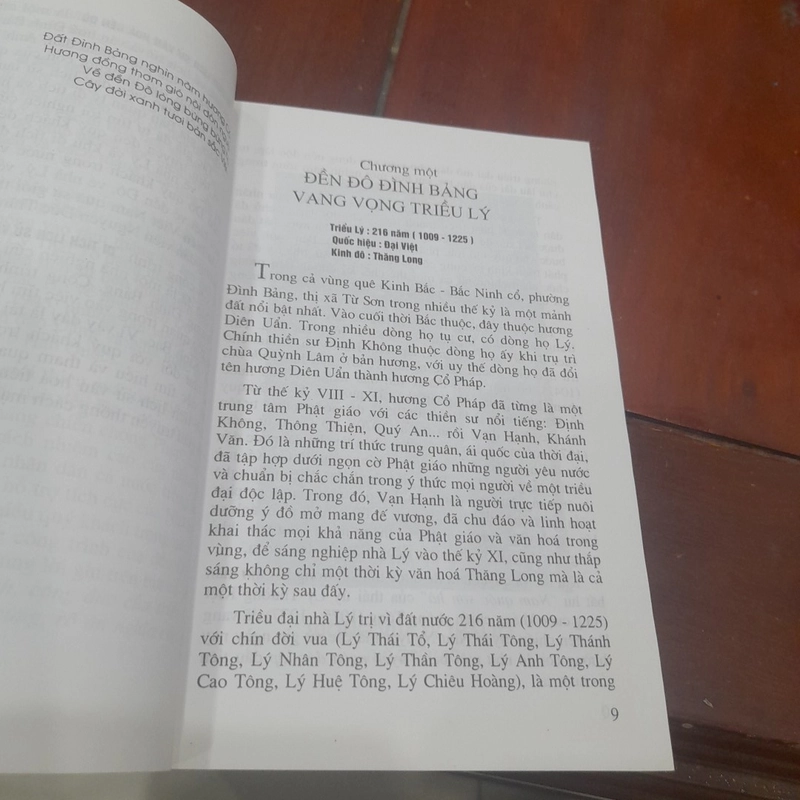 Đất Đình Bảng nghìn năm hương
Hương đồng thơm gió nội
Về đền Đô lòng bừng
Cây đời xanh tươi bản sắc
Chương một
ĐỀN ĐÔ ĐÌNH BẢNG
VANG VỌNG TRIỀU LÝ
Triều Lý : 216 năm ( 1009 - 1225 )
Quốc hiệu : Đại Việt
Kinh đô : Thăng Long
Trong cả vùng quê Kinh Bắc - Bắc Ninh cổ, phường
Đình Bảng, thị xã Từ Sơn trong nhiều thế kỷ là một mảnh
đất nổi bật nhất. Vào cuối thời Bắc thuộc, đây thuộc hương
Diên Uẩn. Trong nhiều dòng họ tụ cư, có dòng họ Lý.
Chính thiền sư Định Không thuộc dòng họ ấy khi trụ trì
chùa Quỳnh Lâm ở bản hương, với uy thế dòng họ đã đổi
tên hương Diên Uẩn thành hương Cổ Pháp.
Từ thế kỷ VIII - XI, hương Cổ Pháp đã từng là một
trung tâm Phật giáo với các thiền sư nổi tiếng: Định
Không, Thông Thiện, Quý An... rồi Vạn Hạnh, Khánh
Văn. Đó là những trí thức trung quân, ái quốc của thời đại,
đã tập hợp dưới ngọn cờ Phật giáo những người yêu nước
và chuẩn bị chắc chắn trong ý thức mọi người về một triều
đại độc lập. Trong đó, Vạn Hạnh là người trực tiếp nuôi
dưỡng ý đồ mở mang đế vương, đã chu đáo và linh hoạt
khai thác mọi khả năng của Phật giáo và văn hoá trong
vùng, để sáng nghiệp nhà Lý vào thế kỷ XI, cũng như thắp
sáng không chỉ một thời kỳ văn hoá Thăng Long mà là cả
một thời kỳ sau đấy.
Triều đại nhà Lý trị vì đất nước 216 năm (1009 - 1225)
với chín đời vua (Lý Thái Tổ, Lý Thái Tông, Lý Thánh
Tông, Lý Nhân Tông, Lý Thần Tông, Lý Anh Tông, Lý
Cao Tông, Lý Huệ Tông, Lý Chiêu Hoàng), là một trong
9